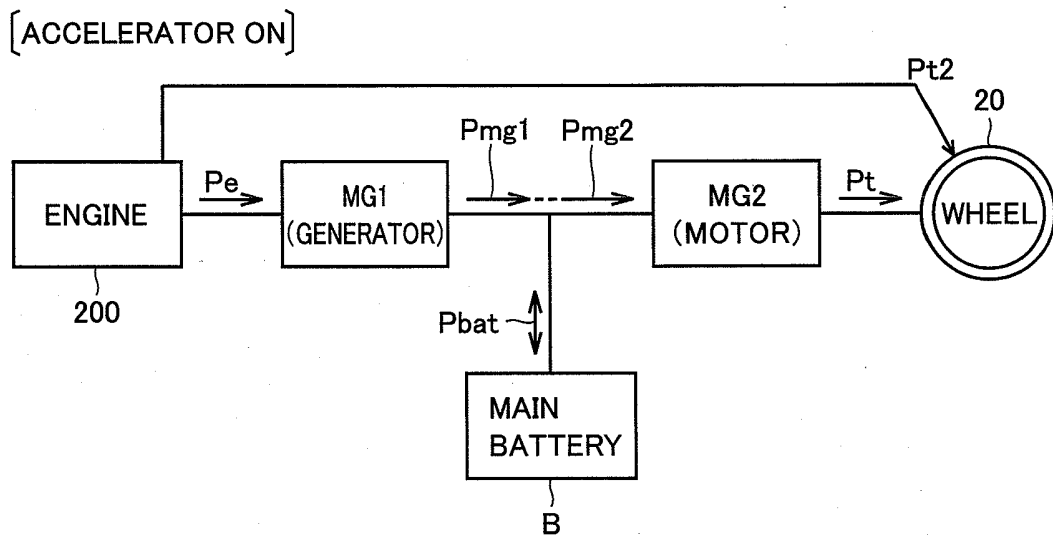 [ACCELERATOR ON]
Pt2
20
Pmg1
Pmg2
Pe
ENGINE
MG1
(GENERATOR)
MG2
(MOTOR)
Pt
WHEEL
200
Pbat
MAIN
BATTERY
B